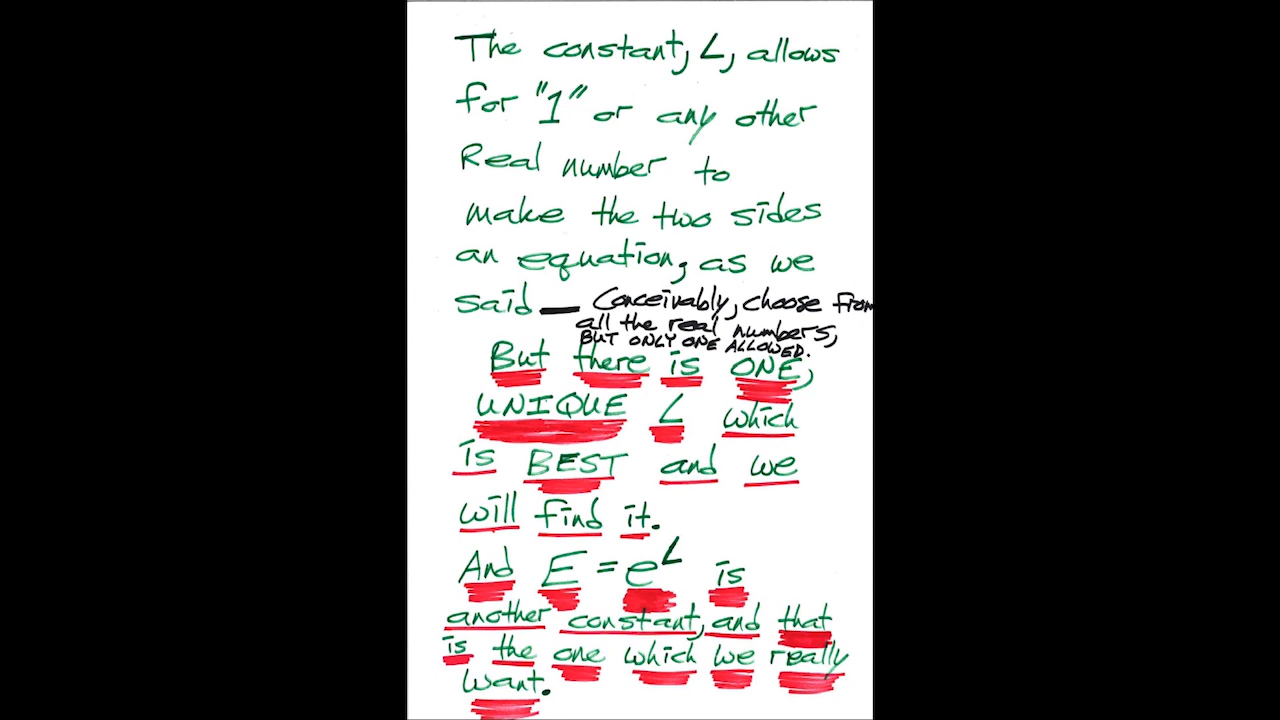 The constant, L, allows
for "1" or any other
Real number to
make the two sides
an equation, as we
said — Conceivably, choose from
all the real numbers,
BUT ONLY ONE ALLOWED.
But there is ONE,
UNIQUE L which
is BEST and we
will find it.
And E = e^L is
another constant, and that
is the one which we really
want.